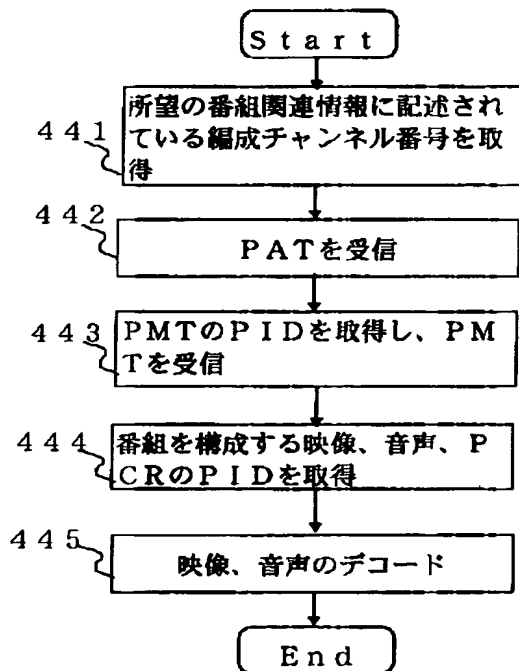 Start
441
所望の番組関連情報に記述され
ている編成チャンネル番号を取
得
442
PATを受信
443
PMTのPIDを取得し、PM
Tを受信
444
番組を構成する映像、音声、P
CRのPIDを取得
445
映像、音声のデコード
End